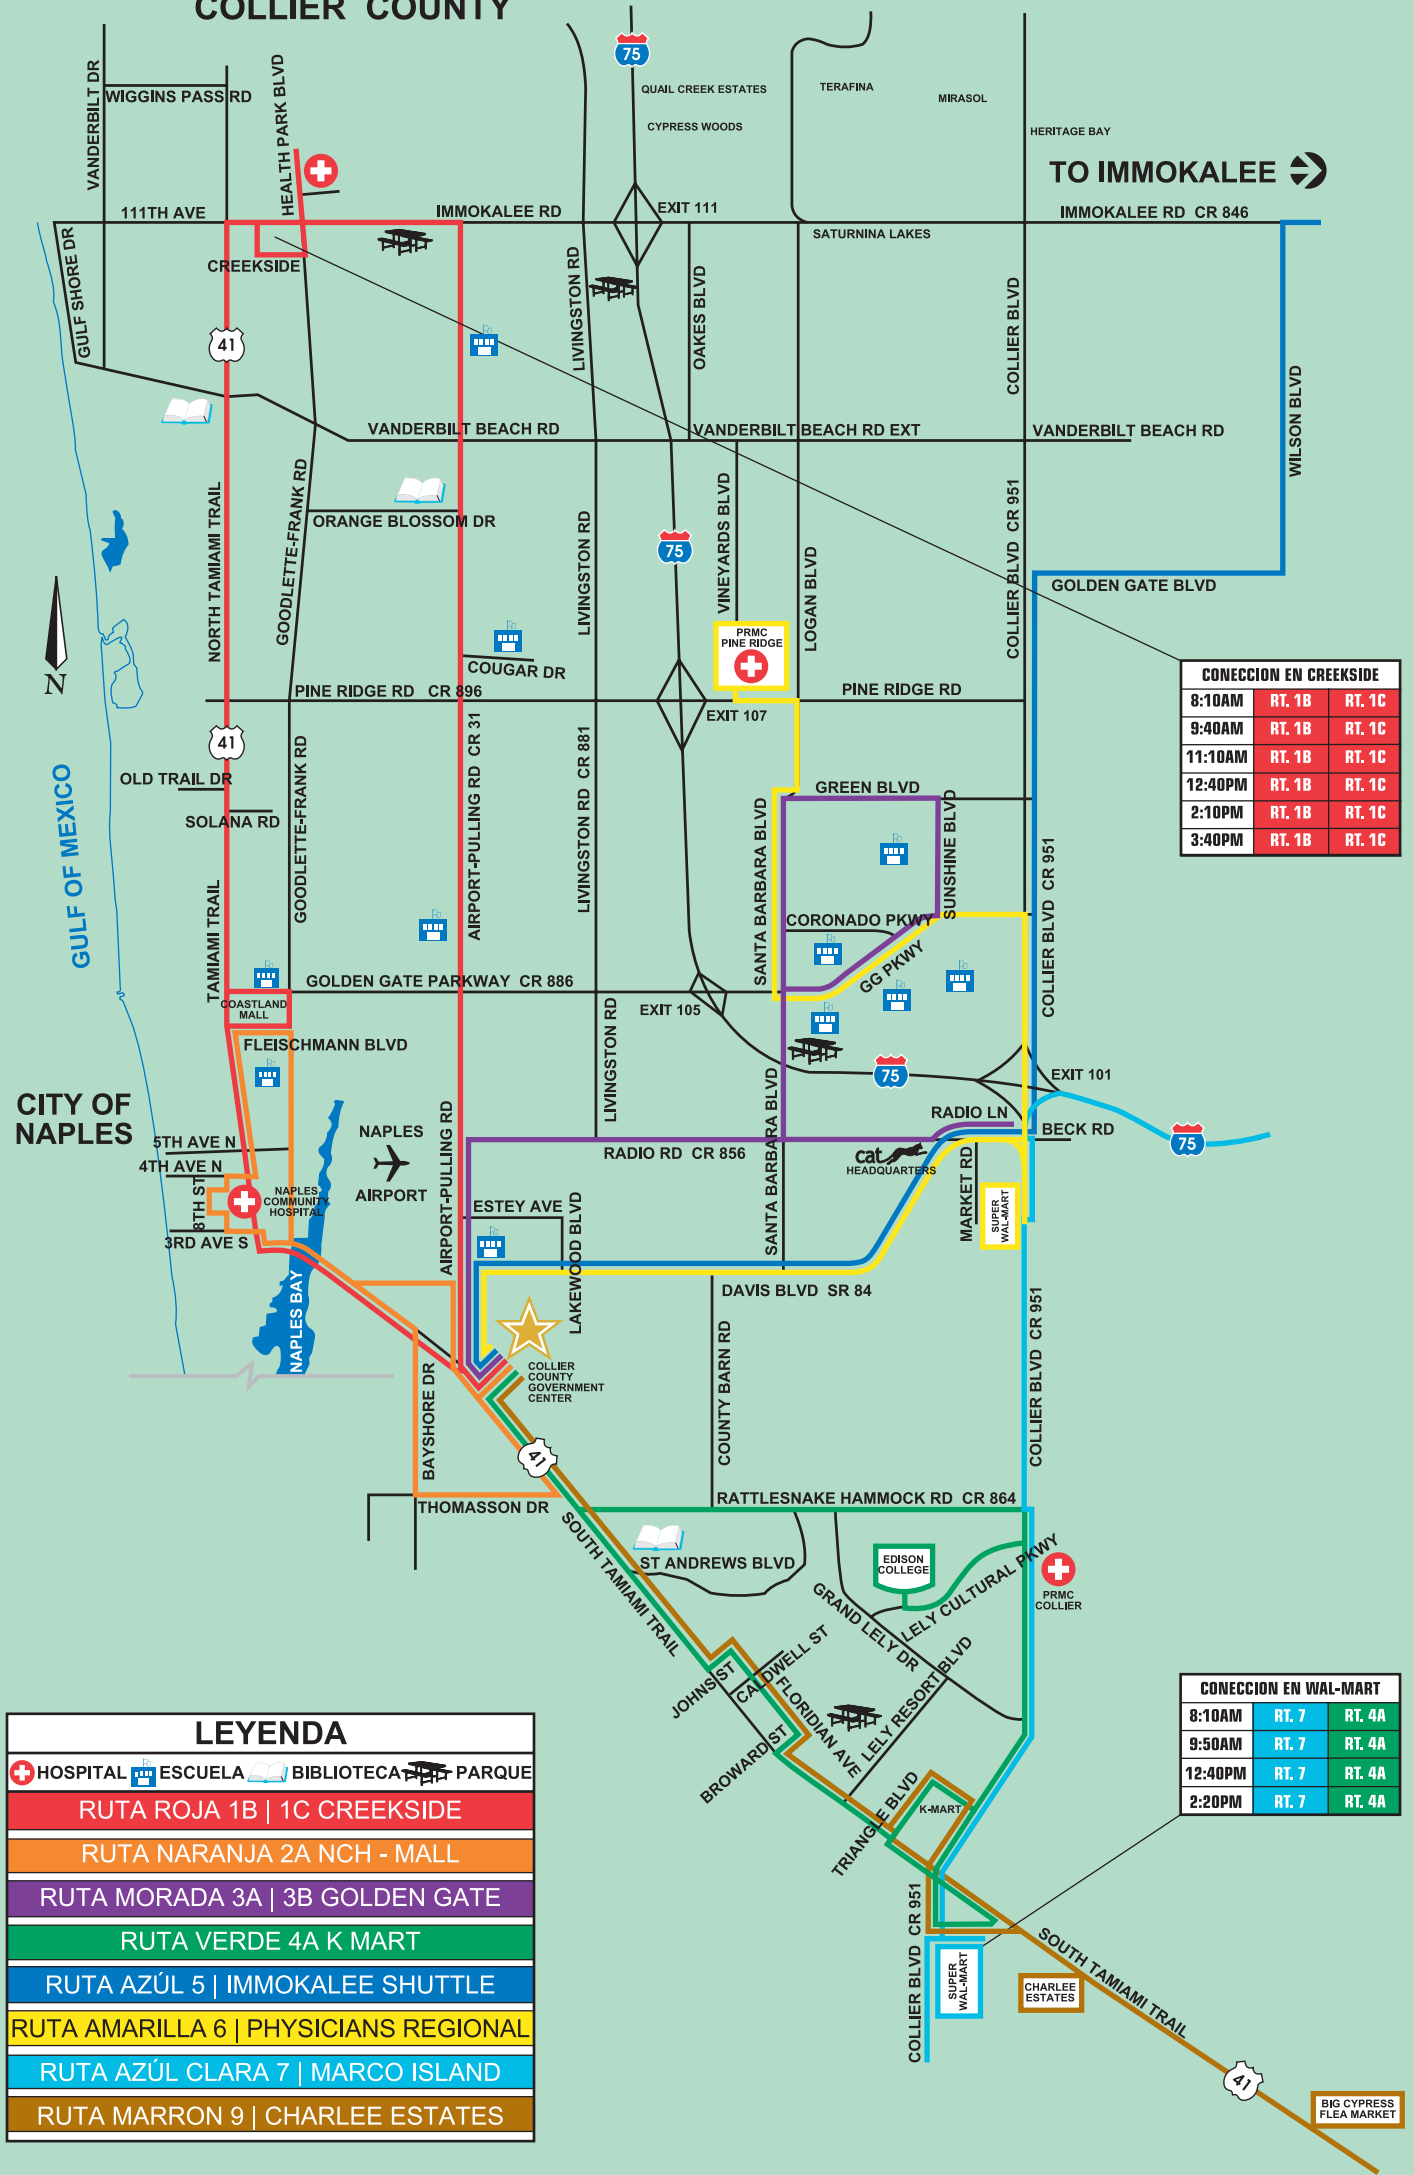 COLLIER COUNTY
75
QUAIL CREEK ESTATES
TERAFINA
MIRASOL
CYPRESS WOODS
HERITAGE BAY
VANDERBILT DR
WIGGINS PASS RD
HEALTH PARK BLVD
TO IMMOKALEE
111TH AVE
IMMOKALEE RD
EXIT 111
IMMOKALEE RD CR 846
SATURNINA LAKES
GULF SHORE DR
CREEKSIDE
LIVINGSTON RD
OAKES BLVD
COLLIER BLVD
41
WILSON BLVD
VANDERBILT BEACH RD
VANDERBILT BEACH RD EXT
VANDERBILT BEACH RD
NORTH TAMIAMI TRAIL
GOODLETTE-FRANK RD
ORANGE BLOSSOM DR
LIVINGSTON RD
75
VINEYARDS BLVD
LOGAN BLVD
COLLIER BLVD CR 951
GOLDEN GATE BLVD
PRMC
PINE RIDGE
COUGAR DR
N
PINE RIDGE RD CR 896
PINE RIDGE RD
EXIT 107
CONECCION EN CREEKSIDE
8:10AM RT. 1B RT. 1C
9:40AM RT. 1B RT. 1C
11:10AM RT. 1B RT. 1C
12:40PM RT. 1B RT. 1C
2:10PM RT. 1B RT. 1C
3:40PM RT. 1B RT. 1C
41
OLD TRAIL DR
SOLANA RD
GULF OF MEXICO
TAMIAMI TRAIL
GOODLETTE-FRANK RD
AIRPORT-PULLING RD CR 31
LIVINGSTON RD CR 881
SANTA BARBARA BLVD
GREEN BLVD
SUNSHINE BLVD
CORONADO PKWY
GG PKWY
COLLIER BLVD CR 951
GOLDEN GATE PARKWAY CR 886
COASTLAND
MALL
EXIT 105
FLEISCHMANN BLVD
LIVINGSTON RD
75
EXIT 101
CITY OF
NAPLES
RADIO LN
BECK RD
75
5TH AVE N
4TH AVE N
NAPLES
AIRPORT
AIRPORT-PULLING RD
RADIO RD CR 856
SANTA BARBARA BLVD
cat
HEADQUARTERS
MARKET RD
8TH ST
NAPLES
COMMUNITY
HOSPITAL
ESTEY AVE
LAKEWOOD BLVD
SUPER
WAL-MART
3RD AVE S
NAPLES BAY
DAVIS BLVD SR 84
COLLIER
COUNTY
GOVERNMENT
CENTER
BAYSHORE DR
COUNTY BARN RD
COLLIER BLVD CR 951
41
THOMASSON DR
RATTLESNAKE HAMMOCK RD CR 864
SOUTH TAMIAMI TRAIL
ST ANDREWS BLVD
EDISON
COLLEGE
LELY CULTURAL PKWY
PRMC
COLLIER
GRAND LELY DR
JOHNS ST
CALDWELL ST
FLORIDIAN AVE
LELY RESORT BLVD
BROWARD ST
TRIANGLE BLVD
K-MART
CONECCION EN WAL-MART
8:10AM RT. 7 RT. 4A
9:50AM RT. 7 RT. 4A
12:40PM RT. 7 RT. 4A
2:20PM RT. 7 RT. 4A
COLLIER BLVD CR 951
SUPER
WAL-MART
CHARLEE
ESTATES
SOUTH TAMIAMI TRAIL
41
BIG CYPRESS
FLEA MARKET
LEYENDA
HOSPITAL ESCUELA BIBLIOTECA PARQUE
RUTA ROJA 1B | 1C CREEKSIDE
RUTA NARANJA 2A NCH - MALL
RUTA MORADA 3A | 3B GOLDEN GATE
RUTA VERDE 4A K MART
RUTA AZÚL 5 | IMMOKALEE SHUTTLE
RUTA AMARILLA 6 | PHYSICIANS REGIONAL
RUTA AZÚL CLARA 7 | MARCO ISLAND
RUTA MARRON 9 | CHARLEE ESTATES